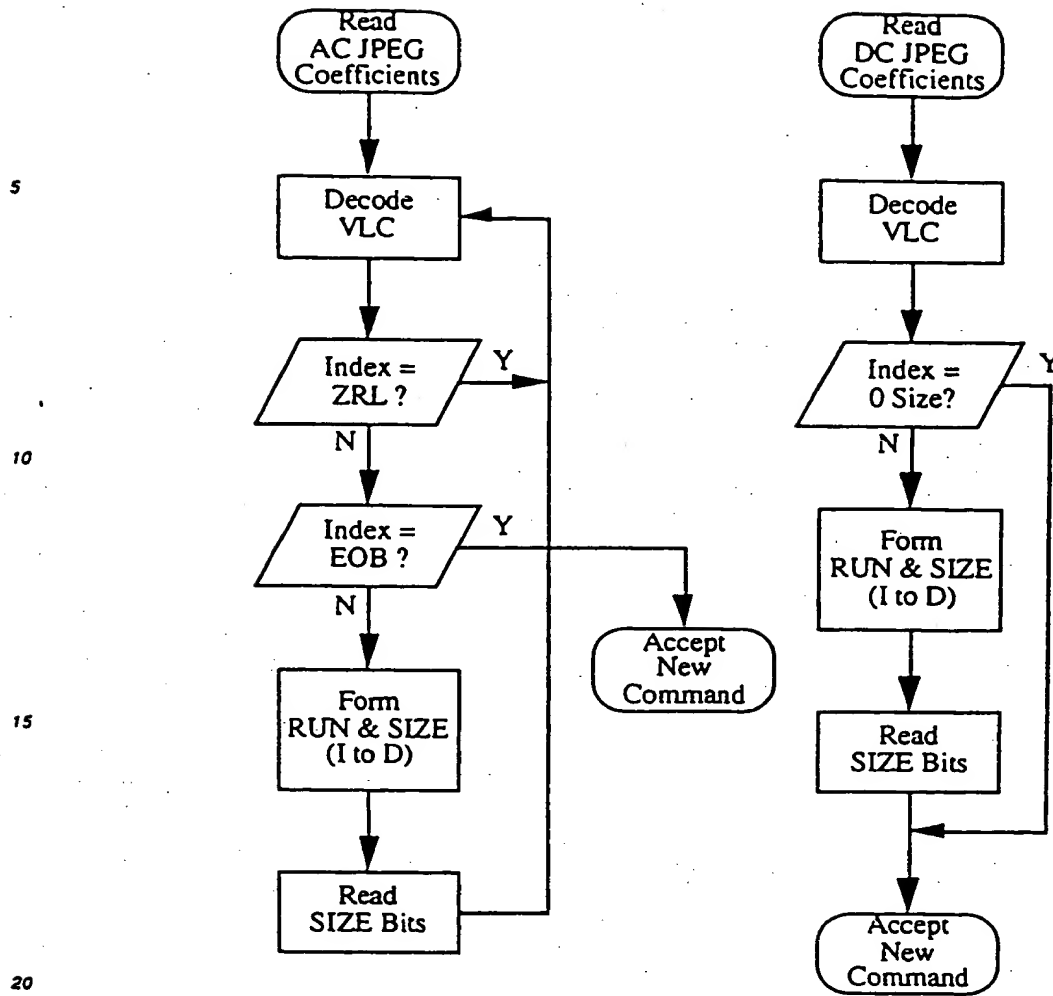 Read
AC JPEG
Coefficients
5
Decode
VLC
Index =
ZRL ?
Y
N
10
Index =
EOB ?
Y
N
Accept
New
Command
Form
RUN & SIZE
(I to D)
15
Read
SIZE Bits
20
Read
DC JPEG
Coefficients
Decode
VLC
Index =
0 Size?
Y
N
Form
RUN & SIZE
(I to D)
Read
SIZE Bits
Accept
New
Command